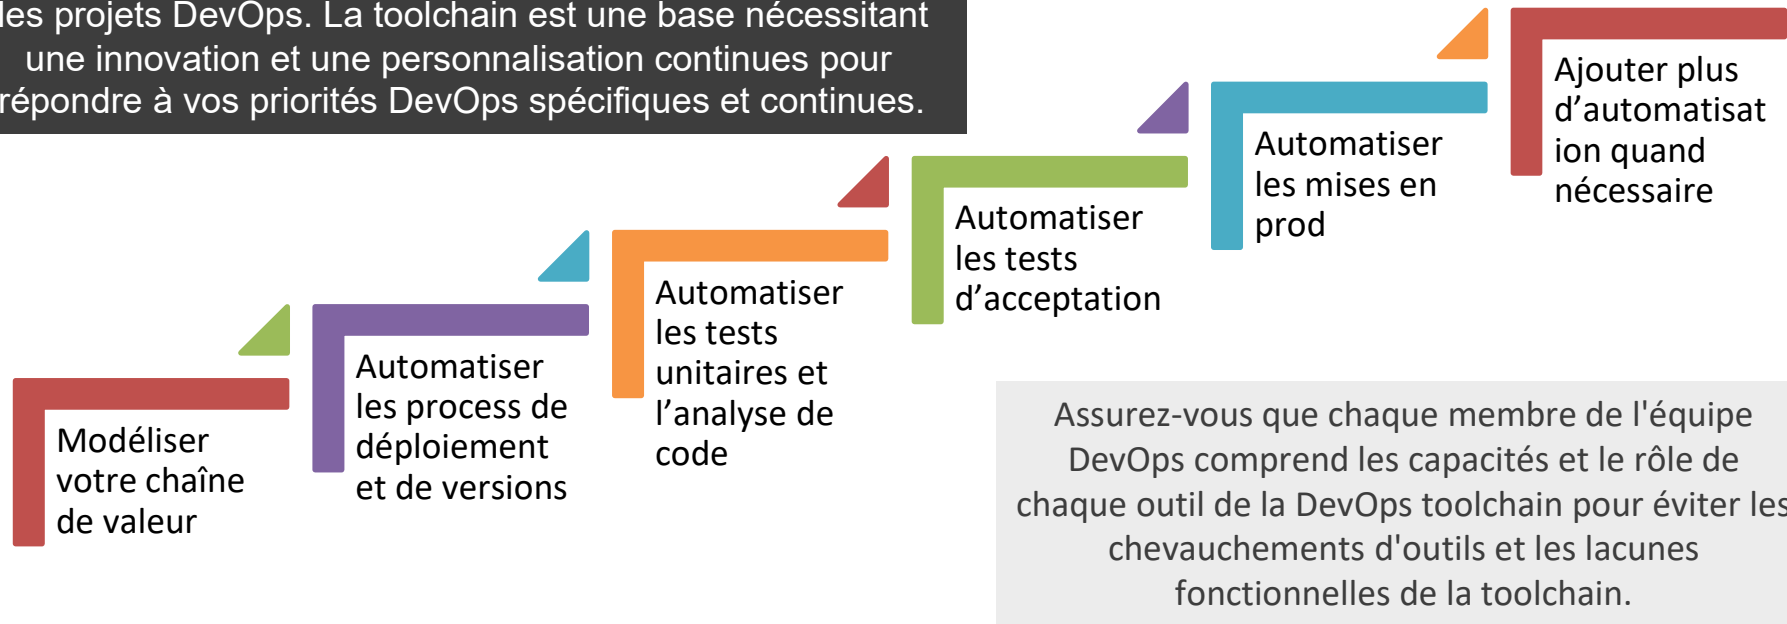 les projets DevOps. La toolchain est une base nécessitant
une innovation et une personnalisation continues pour
répondre à vos priorités DevOps spécifiques et continues.
Modéliser
votre chaîne
de valeur
Automatiser
les process de
déploiement
et de versions
Automatiser
les tests
unitaires et
l’analyse de
code
Automatiser
les tests
d’acceptation
Automatiser
les mises en
prod
Ajouter plus
d’automatisat
ion quand
nécessaire
Assurez-vous que chaque membre de l'équipe
DevOps comprend les capacités et le rôle de
chaque outil de la DevOps toolchain pour éviter les
chevauchements d'outils et les lacunes
fonctionnelles de la toolchain.